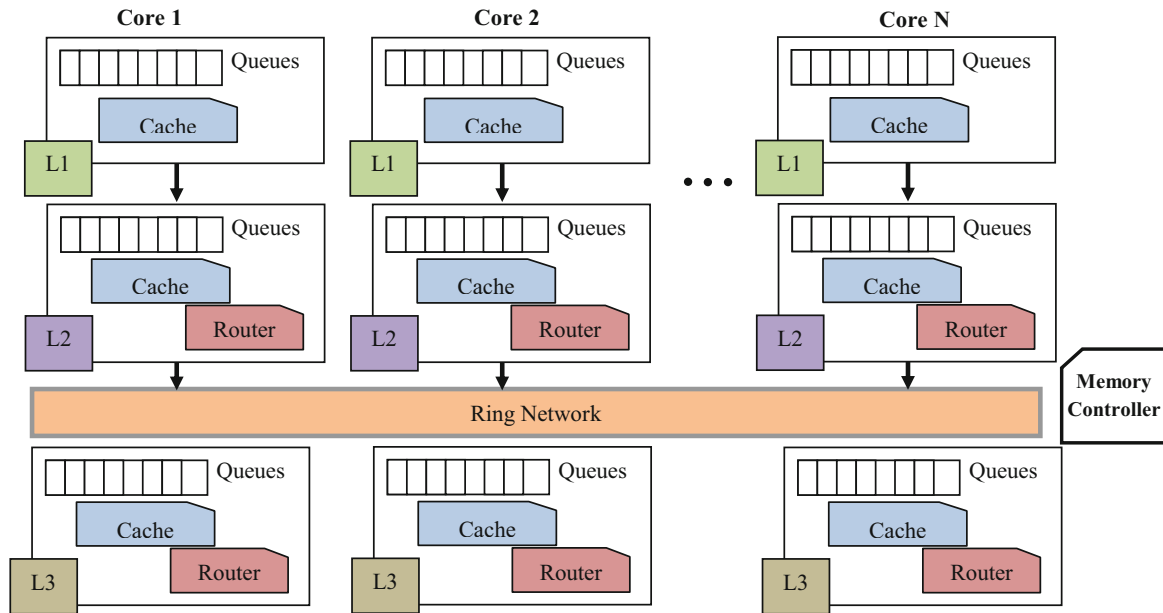 Core 1
Core 2
Core N
Queues
Queues
Queues
Cache
Cache
Cache
L1
L1
L1
• • •
Queues
Queues
Queues
Cache
Cache
Cache
Router
Router
Router
L2
L2
L2
Memory
Controller
Ring Network
Queues
Queues
Queues
Cache
Cache
Cache
Router
Router
Router
L3
L3
L3